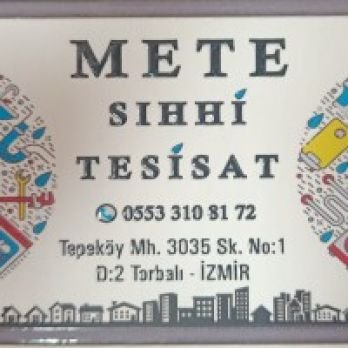 METE
SIHHİ
TESİSAT
0553 310 81 72
Tepeköy Mh. 3035 Sk. No:1
D:2 Torbalı - İZMİR